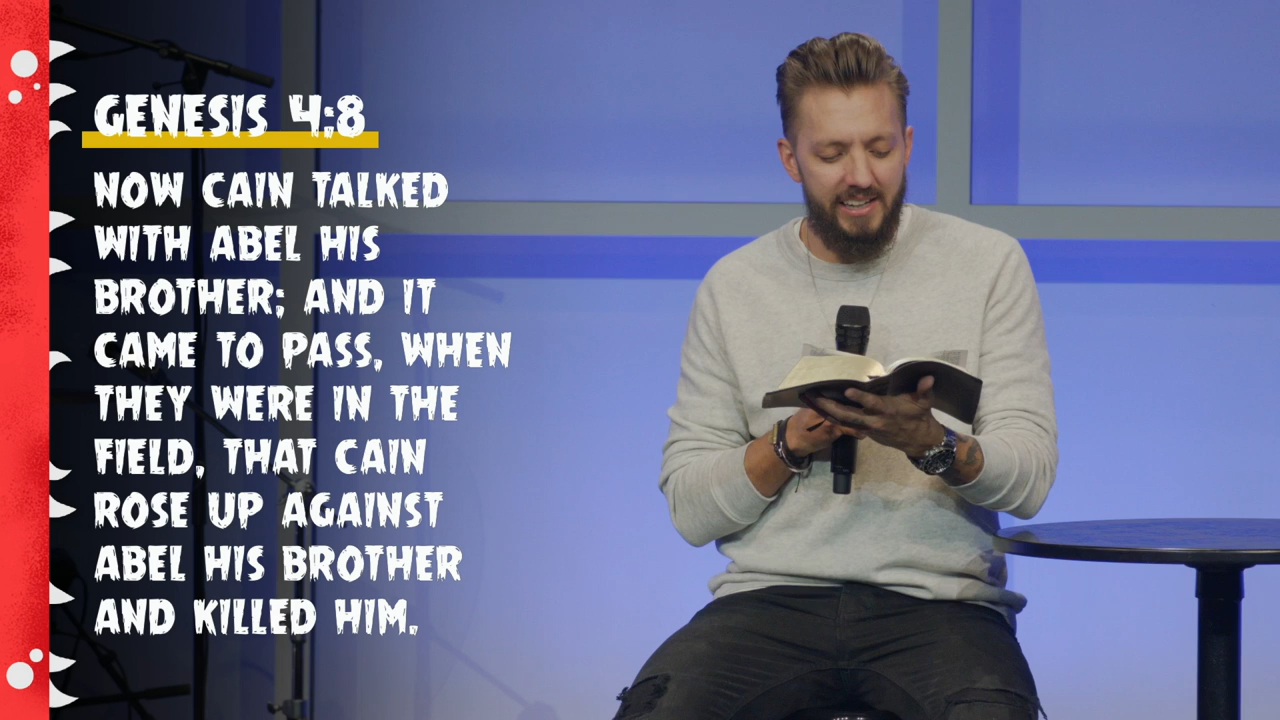 GENESIS 4:8
NOW CAIN TALKED
WITH ABEL HIS
BROTHER; AND IT
CAME TO PASS, WHEN
THEY WERE IN THE
FIELD, THAT CAIN
ROSE UP AGAINST
ABEL HIS BROTHER
AND KILLED HIM.